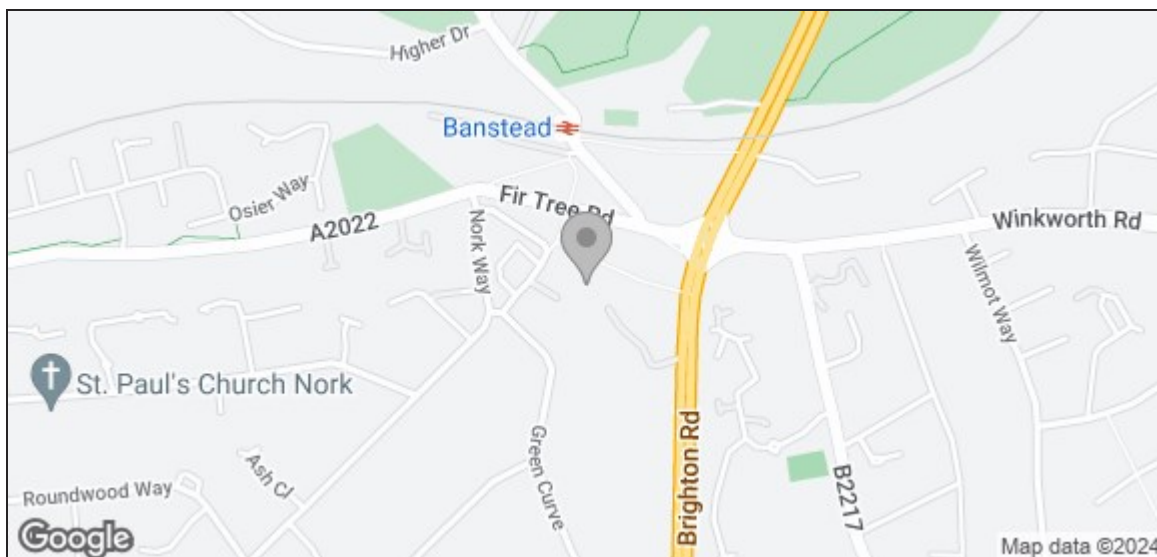 Higher Dr
Banstead
Osier Way
Fir Tree Rd
A2022
Nork Way
Winkworth Rd
Wilmot Way
St. Paul's Church Nork
Brighton Rd
Green Curve
Ash Cl
B2217
Roundwood Way
Google
Map data ©2024